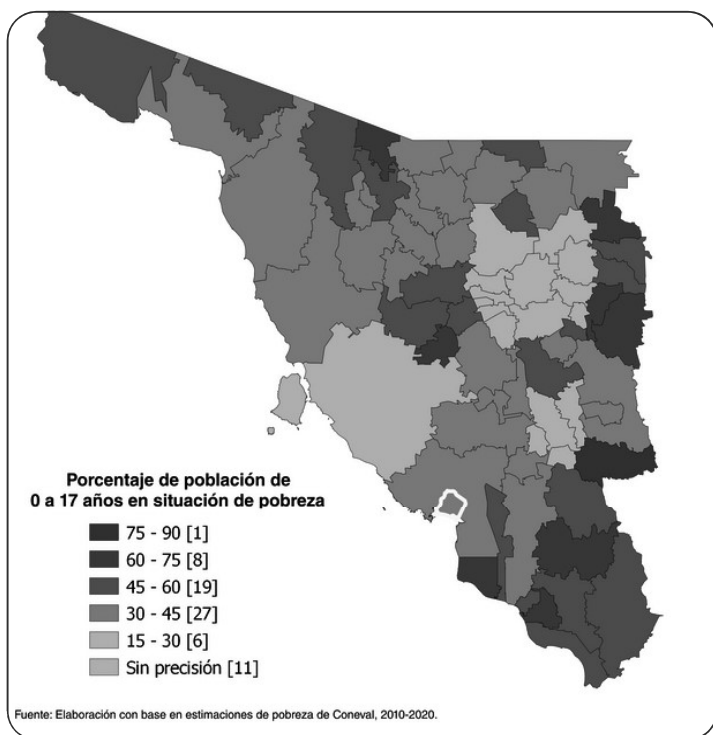 Porcentaje de población de
0 a 17 años en situación de pobreza
75 - 90 [1]
60 - 75 [8]
45 - 60 [19]
30 - 45 [27]
15 - 30 [6]
Sin precisión [11]
Fuente: Elaboración con base en estimaciones de pobreza de Coneval, 2010-2020.